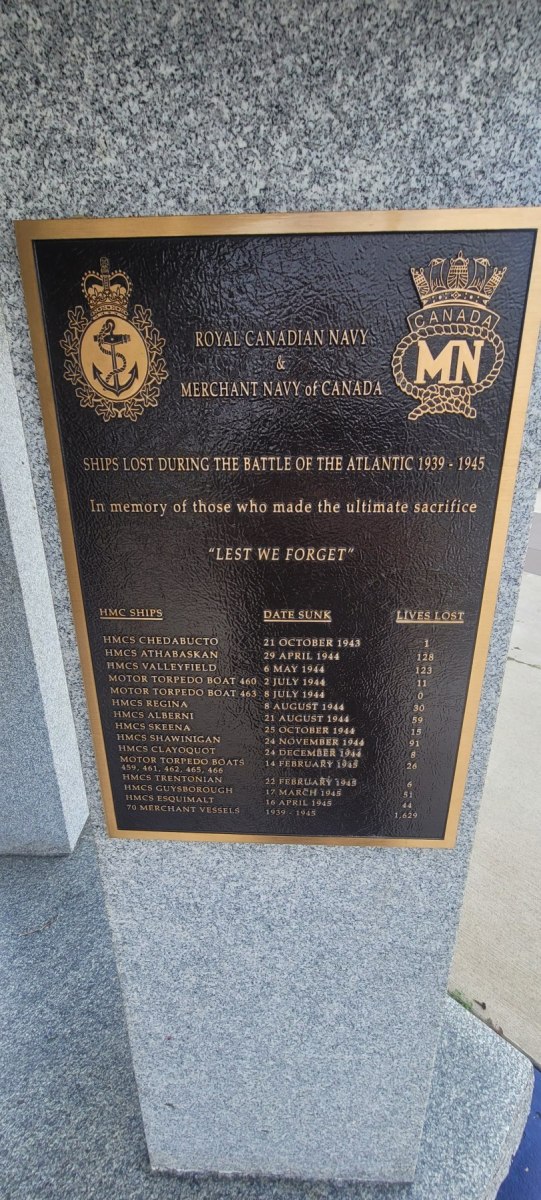 ROYAL CANADIAN NAVY
&
MERCHANT NAVY of CANADA
CANADA
MN
SHIPS LOST DURING THE BATTLE OF THE ATLANTIC 1939 - 1945
In memory of those who made the ultimate sacrifice
"LEST WE FORGET"
HMC SHIPS DATE SUNK LIVES LOST
HMCS CHEDABUCTO 21 OCTOBER 1943 1
HMCS ATHABASKAN 29 APRIL 1944 128
HMCS VALLEYFIELD 6 MAY 1944 123
MOTOR TORPEDO BOAT 460 2 JULY 1944 11
MOTOR TORPEDO BOAT 463 8 JULY 1944 0
HMCS REGINA 8 AUGUST 1944 30
HMCS ALBERNI 21 AUGUST 1944 59
HMCS SKEENA 25 OCTOBER 1944 15
HMCS SHAWINIGAN 24 NOVEMBER 1944 91
HMCS CLAYOQUOT 24 DECEMBER 1944 8
MOTOR TORPEDO BOATS 14 FEBRUARY 1945 26
459, 461, 462, 465, 466
HMCS TRENTONIAN 22 FEBRUARY 1945 6
HMCS GUYSBOROUGH 17 MARCH 1945 51
HMCS ESQUIMALT 16 APRIL 1945 44
70 MERCHANT VESSELS 1939 - 1945 1,629